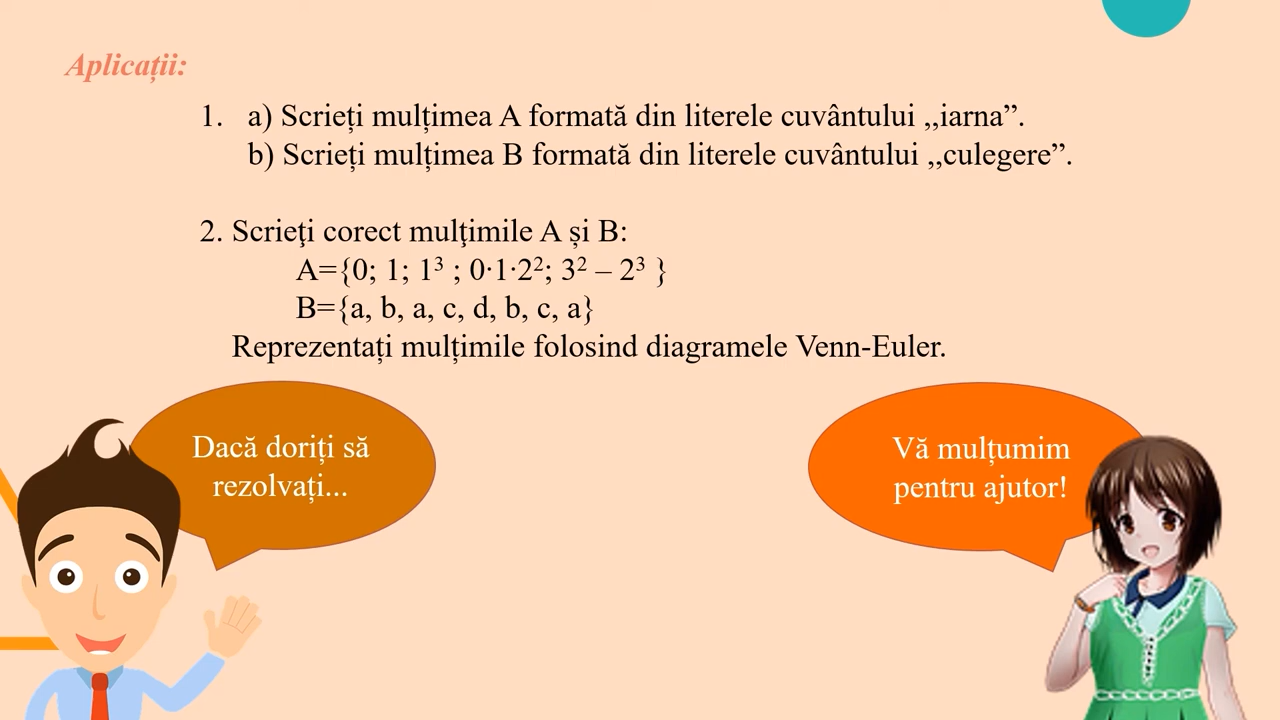 Aplicații:
1. a) Scrieți mulțimea A formată din literele cuvântului ,,iarna”.
b) Scrieți mulțimea B formată din literele cuvântului ,,culegere”.
2. Scrieţi corect mulţimile A și B:
A={0; 1; 1³ ; 0·1·2²; 3² – 2³ }
B={a, b, a, c, d, b, c, a}
Reprezentați mulțimile folosind diagramele Venn-Euler.
Dacă doriți să
rezolvați...
Vă mulțumim
pentru ajutor!